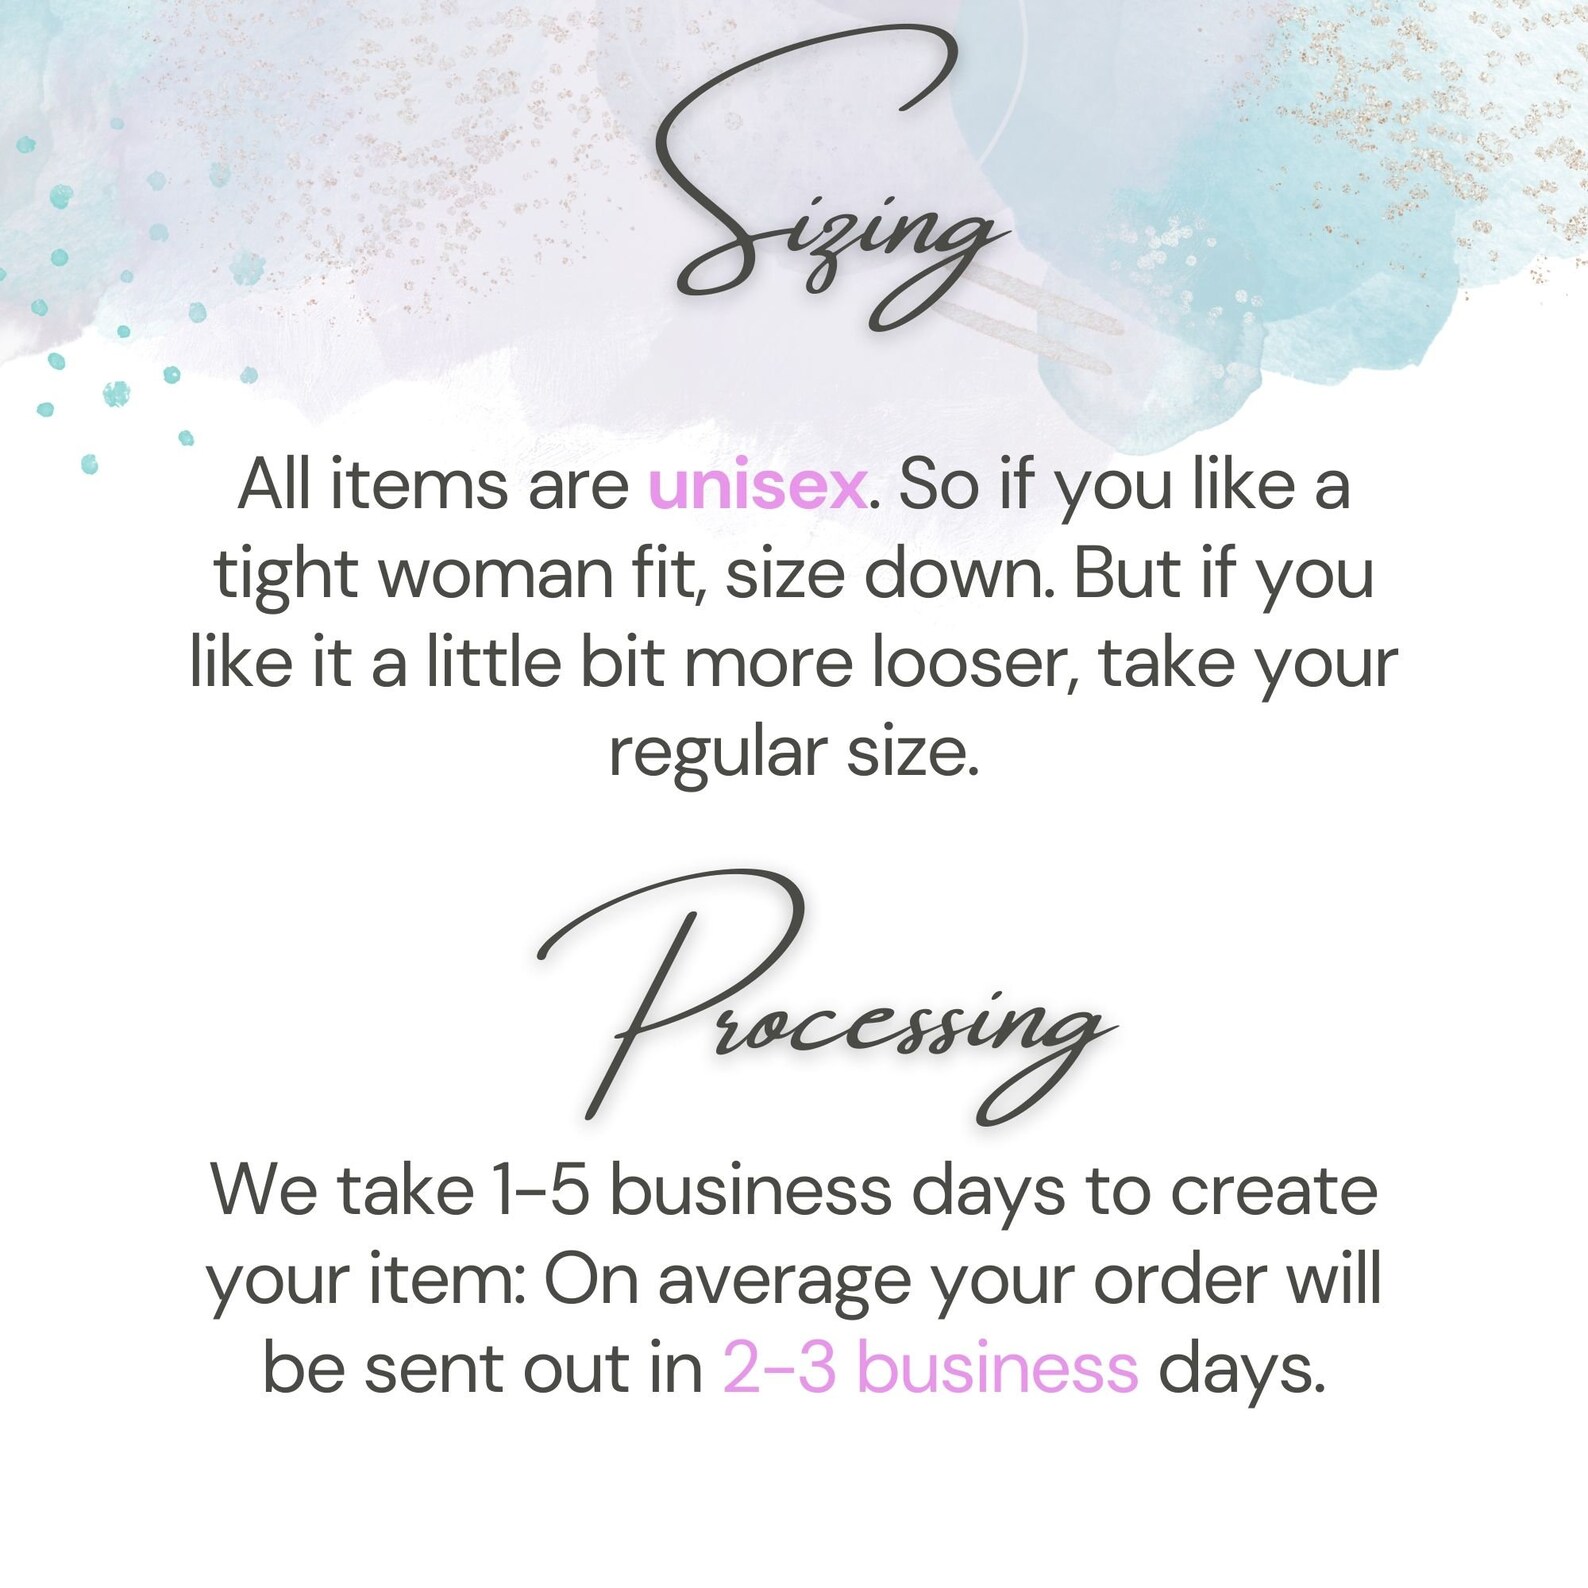 Sizing
All items are unisex. So if you like a
tight woman fit, size down. But if you
like it a little bit more looser, take your
regular size.
Processing
We take 1-5 business days to create
your item: On average your order will
be sent out in 2-3 business days.